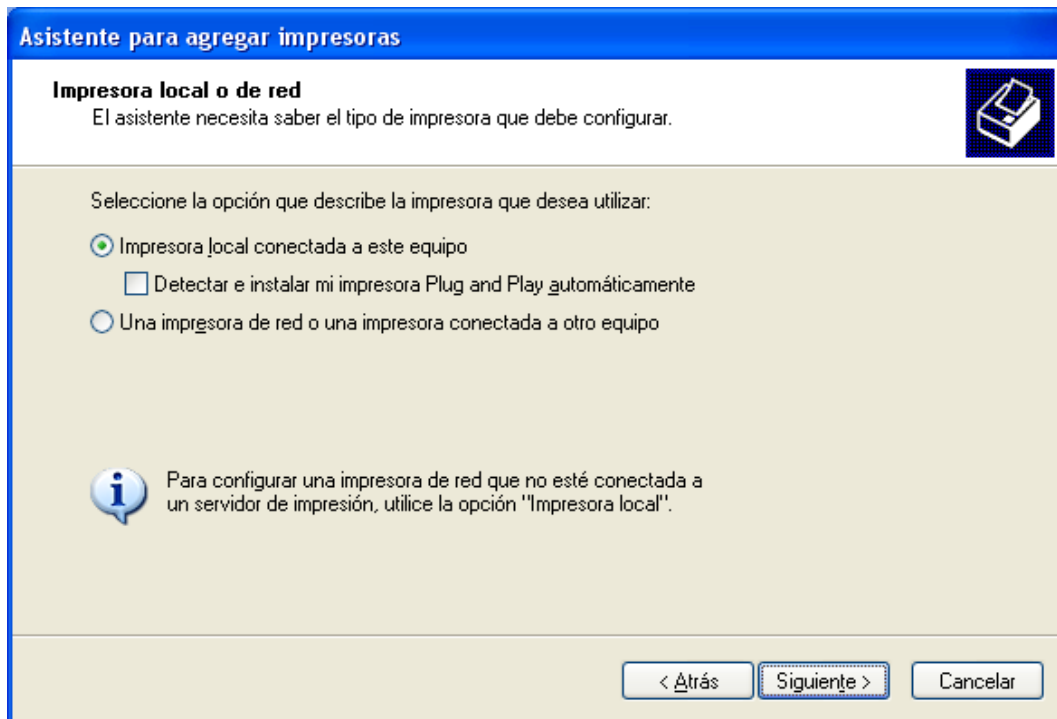 Asistente para agregar impresoras
Impresora local o de red
El asistente necesita saber el tipo de impresora que debe configurar.
Seleccione la opción que describe la impresora que desea utilizar:
Impresora local conectada a este equipo
Detectar e instalar mi impresora Plug and Play automáticamente
Una impresora de red o una impresora conectada a otro equipo
Para configurar una impresora de red que no esté conectada a
un servidor de impresión, utilice la opción "Impresora local".
< Atrás Siguiente > Cancelar